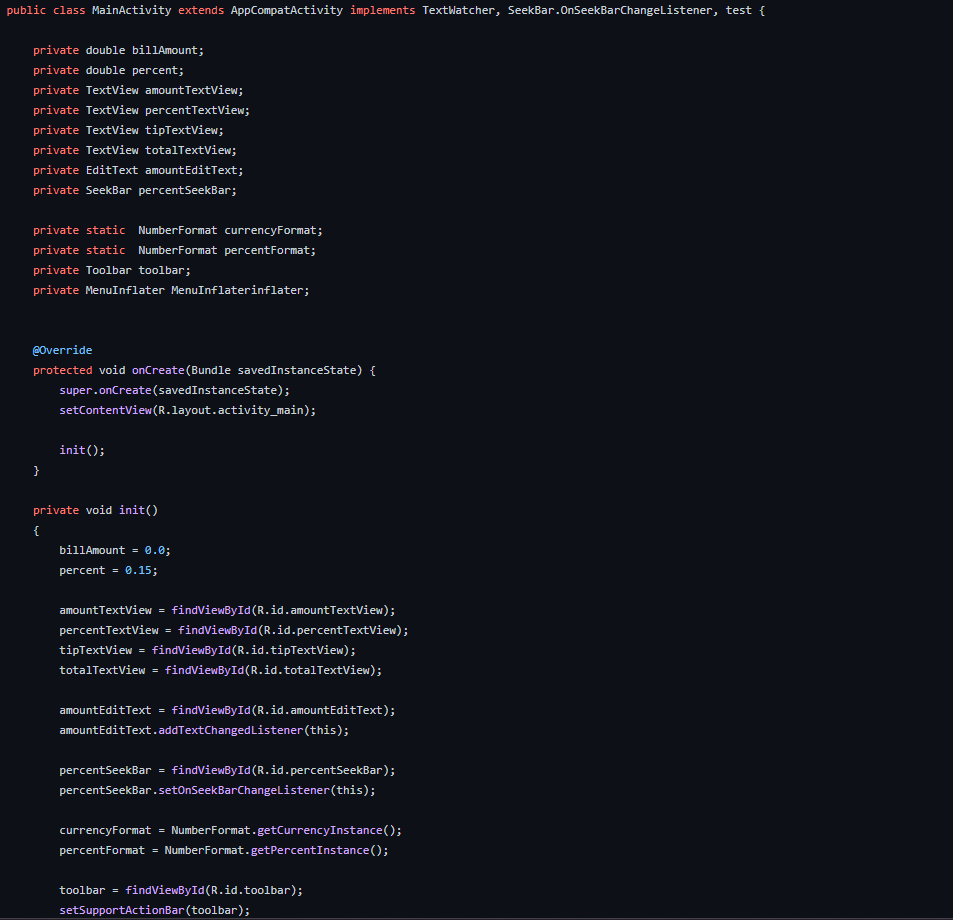 public class MainActivity extends AppCompatActivity implements TextWatcher, SeekBar.OnSeekBarChangeListener, test {
private double billAmount;
private double percent;
private TextView amountTextView;
private TextView percentTextView;
private TextView tipTextView;
private TextView totalTextView;
private EditText amountEditText;
private SeekBar percentSeekBar;
private static  NumberFormat currencyFormat;
private static  NumberFormat percentFormat;
private Toolbar toolbar;
private MenuInflater MenuInflaterinflater;
@Override
protected void onCreate(Bundle savedInstanceState) {
super.onCreate(savedInstanceState);
setContentView(R.layout.activity_main);
init();
}
private void init()
{
billAmount = 0.0;
percent = 0.15;
amountTextView = findViewById(R.id.amountTextView);
percentTextView = findViewById(R.id.percentTextView);
tipTextView = findViewById(R.id.tipTextView);
totalTextView = findViewById(R.id.totalTextView);
amountEditText = findViewById(R.id.amountEditText);
amountEditText.addTextChangedListener(this);
percentSeekBar = findViewById(R.id.percentSeekBar);
percentSeekBar.setOnSeekBarChangeListener(this);
currencyFormat = NumberFormat.getCurrencyInstance();
percentFormat = NumberFormat.getPercentInstance();
toolbar = findViewById(R.id.toolbar);
setSupportActionBar(toolbar);